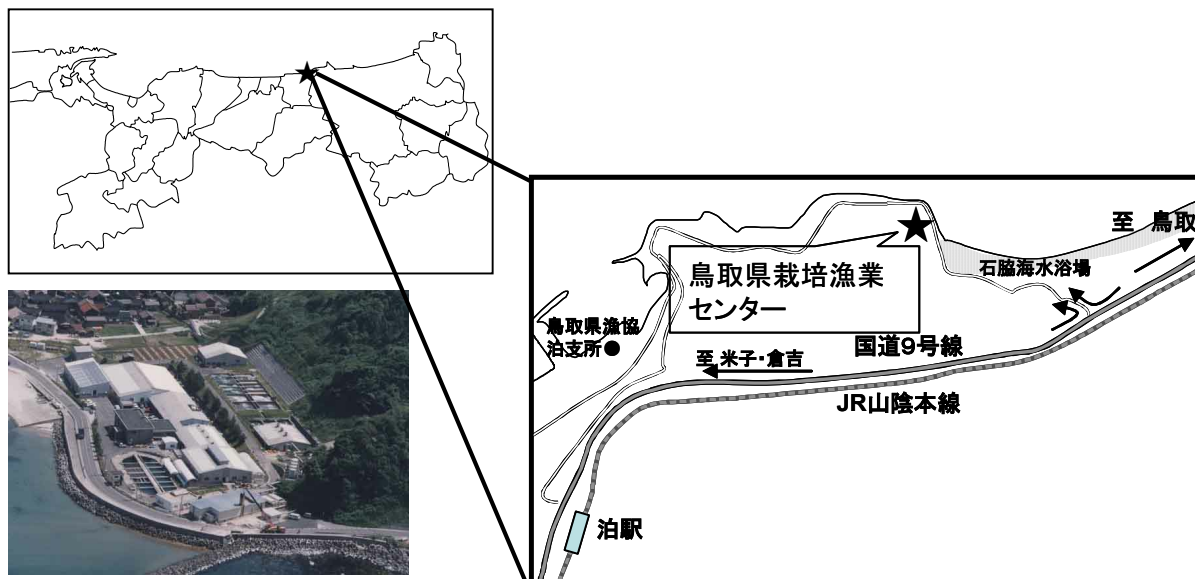 至 鳥取
石脇海水浴場
鳥取県栽培漁業
センター
鳥取県漁協
泊支所●
国道9号線
至 米子・倉吉
JR山陰本線
泊駅